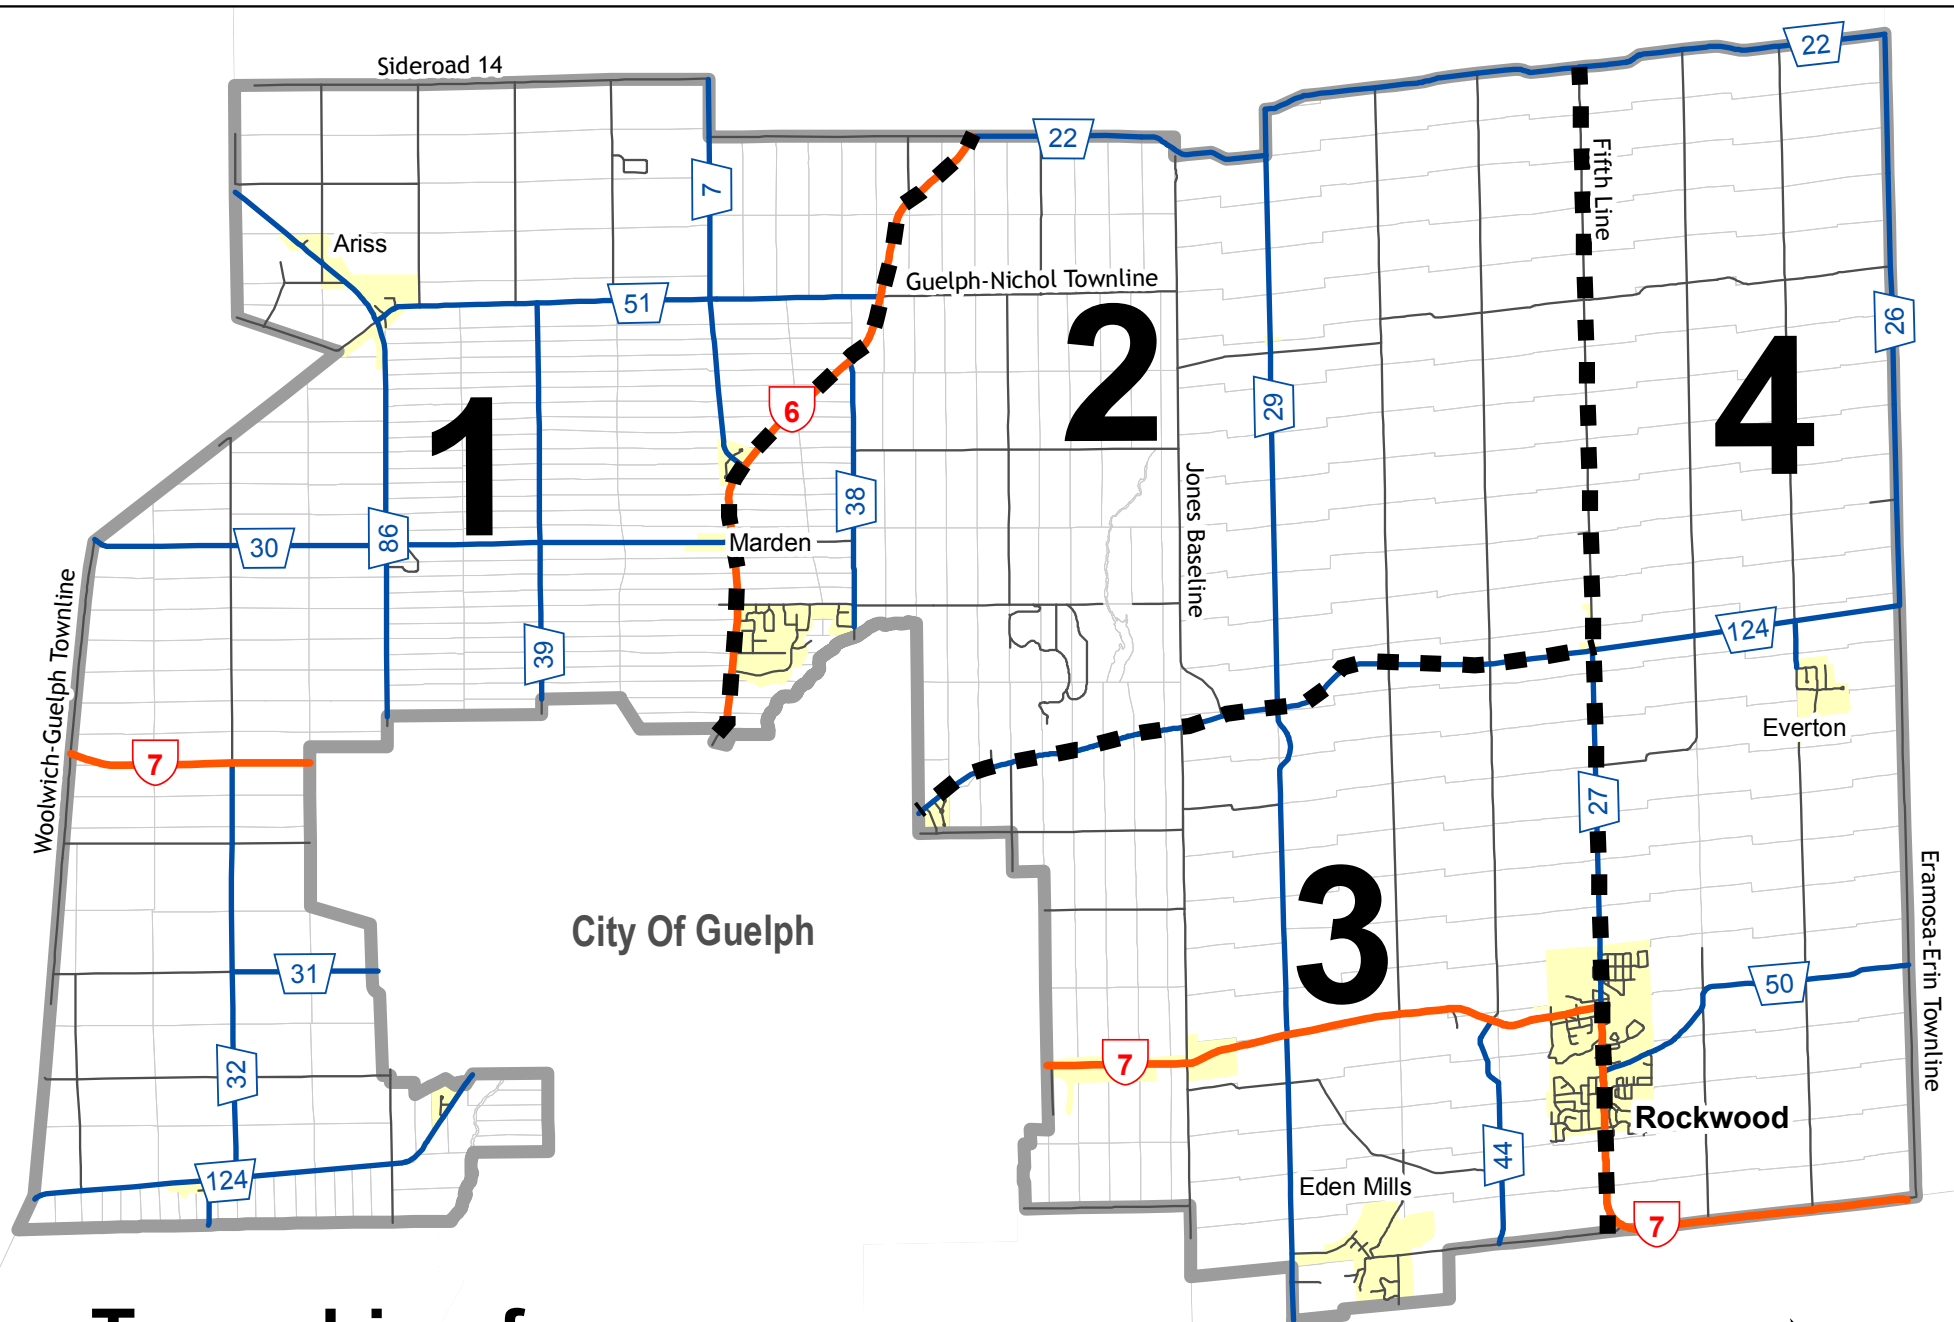 Sideroad 14
22
22
7
Fifth Line
Ariss
Guelph-Nichol Townline
51
26
2
4
6
29
1
38
Jones Baseline
30
86
Marden
Woolwich-Guelph Townline
39
124
Everton
7
27
3
City Of Guelph
Eramosa-Erin Townline
31
50
7
32
Rockwood
44
124
Eden Mills
7